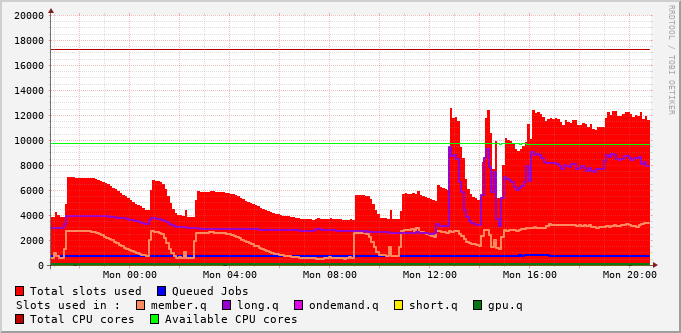 20000
18000
16000
14000
12000
10000
8000
6000
4000
2000
0
Mon 00:00 Mon 04:00 Mon 08:00 Mon 12:00 Mon 16:00 Mon 20:00
RRDTOOL / TOBI OETIKER
Total slots used Queued Jobs
Slots used in : member.q long.q ondemand.q short.q gpu.q
Total CPU cores Available CPU cores